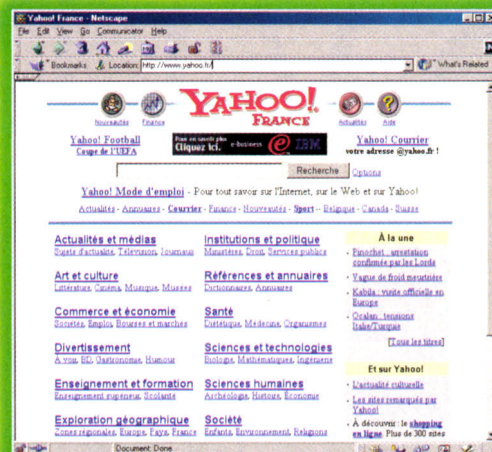 Yahoo! France - Netscape
File Edit View Go Communicator Help
Bookmarks Location: http://www.yahoo.fr/ What's Related
YAHOO!
FRANCE
Nouveautés Finance Actualités Aide
Yahoo! Football
Coupe de l'UEFA
Pour en savoir plus
Cliquez ici. e-business e IBM
Yahoo! Courrier
votre adresse @yahoo.fr !
Recherche Options
Yahoo! Mode d'emploi - Pour tout savoir sur l'Internet, sur le Web et sur Yahoo!
Actualités - Annuaires - Courrier - Finance - Nouveautés - Sport - Belgique - Canada - Suisse
Actualités et médias
Sujets d'actualité, Télévision, Journaux
Art et culture
Littérature, Cinéma, Musique, Musées
Commerce et économie
Sociétés, Emploi, Bourses et marchés
Divertissement
A voir, BD, Gastronomie, Humour
Enseignement et formation
Enseignement supérieur, Scolaire
Exploration géographique
Zones régionales, Europe, Pays, France
Institutions et politique
Ministères, Droit, Services publics
Références et annuaires
Dictionnaires, Annuaires
Santé
Diététique, Médecine, Organismes
Sciences et technologies
Biologie, Mathématiques, Ingénierie
Sciences humaines
Archéologie, Histoire, Économie
Société
Enfants, Environnement, Religions
À la une
Pinochet : arrestation
confirmée par les Lords
Vague de froid meurtrière
Kabila : visite officielle en
Europe
Ocalan : tensions
Italie/Turquie
[Tous les titres]
Et sur Yahoo!
L'actualité culturelle
Les sites remarqués par
Yahoo!
À découvrir : le shopping
en ligne. Plus de 300 sites
Document: Done